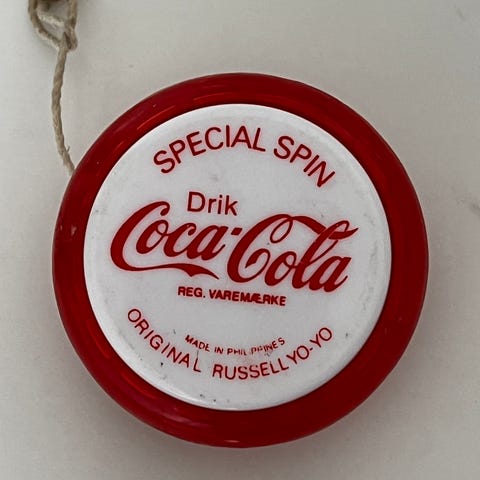 SPECIAL SPIN
Drik
Coca-Cola
REG. VAREMÆRKE
MADE IN PHILIPPINES
ORIGINAL RUSSELL YO-YO